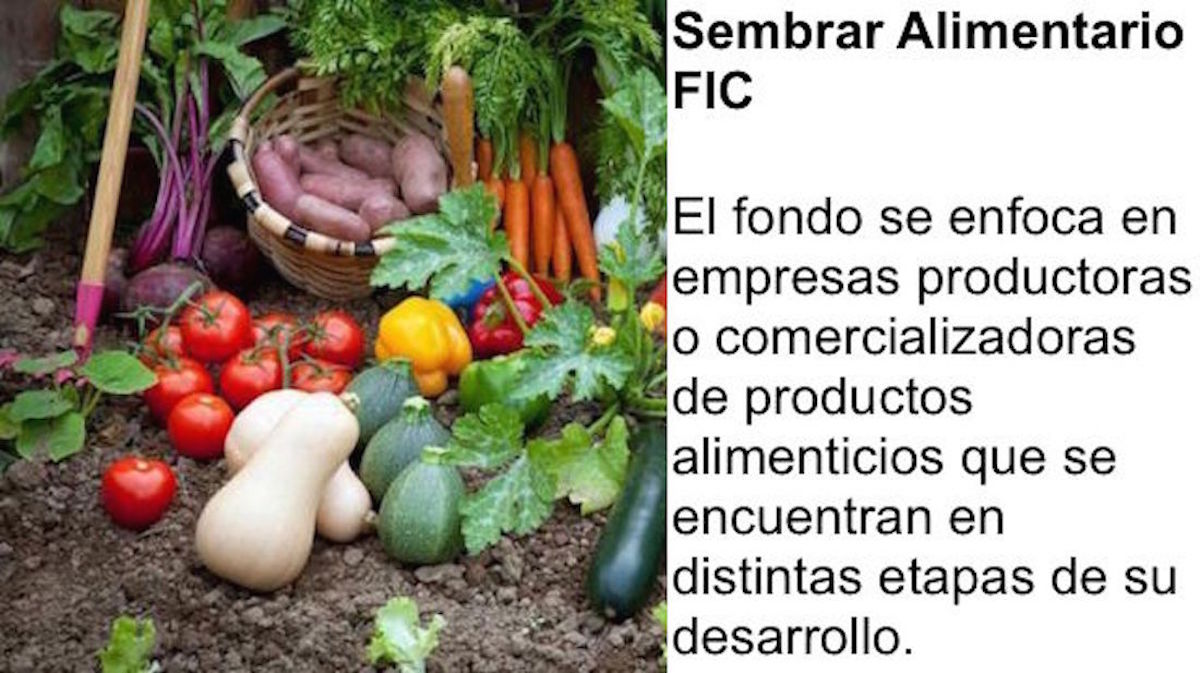 Sembrar Alimentario
FIC
El fondo se enfoca en
empresas productoras
o comercializadoras
de productos
alimenticios que se
encuentran en
distintas etapas de su
desarrollo.